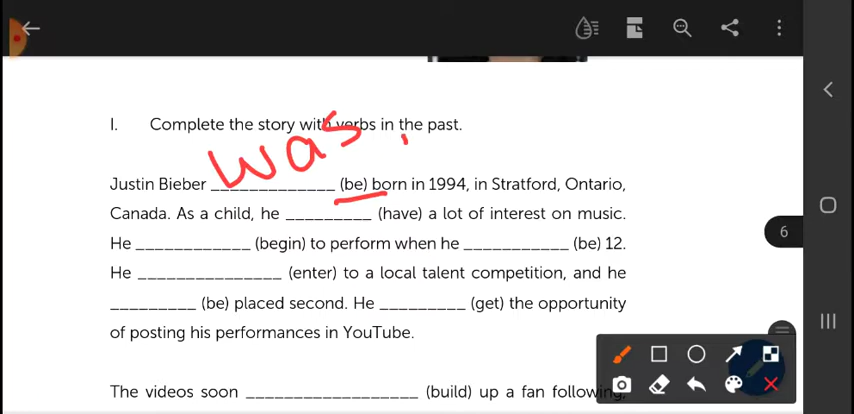 I. Complete the story with verbs in the past.
was.
Justin Bieber _____________ (be) born in 1994, in Stratford, Ontario,
Canada. As a child, he _________ (have) a lot of interest on music.
He ____________ (begin) to perform when he ___________ (be) 12.
He _______________ (enter) to a local talent competition, and he
_________ (be) placed second. He _________ (get) the opportunity
of posting his performances in YouTube.
The videos soon __________________ (build) up a fan following.
6